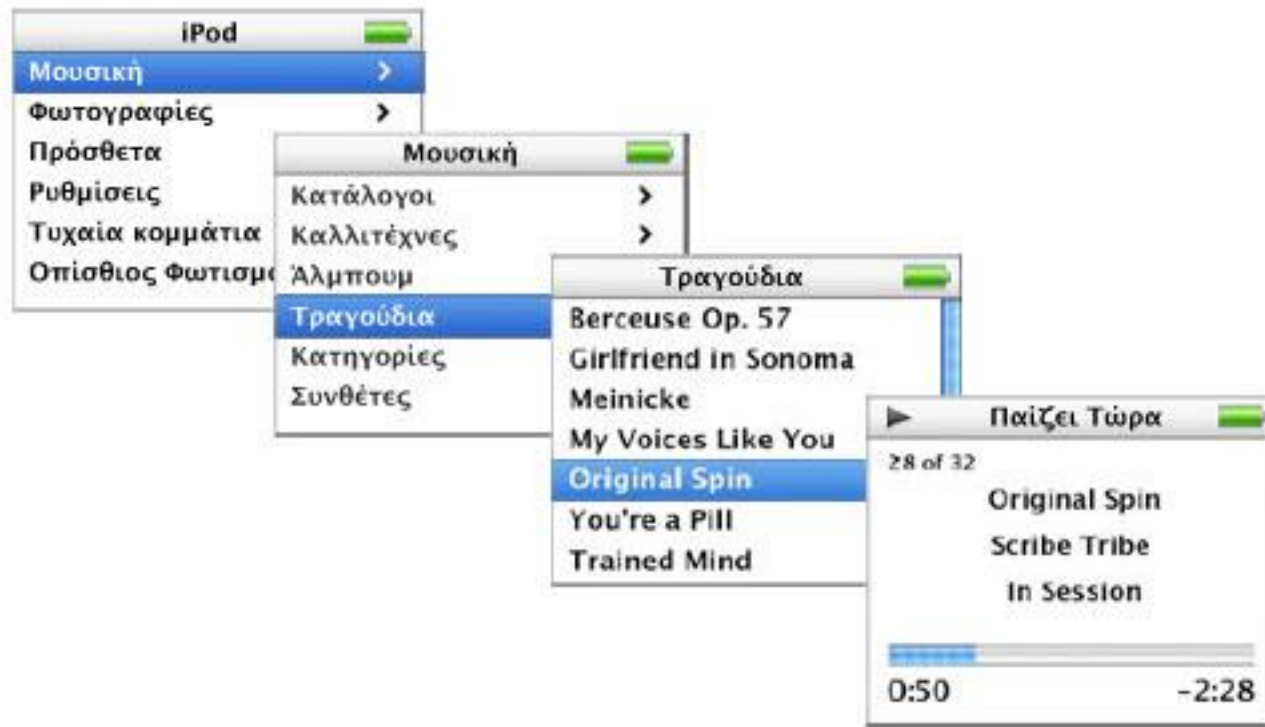 iPod
Μουσική
Φωτογραφίες
Πρόσθετα
Ρυθμίσεις
Τυχαία κομμάτια
Οπίσθιος Φωτισμ
Μουσική
Κατάλογοι
Καλλιτέχνες
Άλμπουμ
Τραγούδια
Κατηγορίες
Συνθέτες
Τραγούδια
Berceuse Op. 57
Girlfriend in Sonoma
Meinicke
My Voices Like You
Original Spin
You're a Pill
Trained Mind
Παίζει Τώρα
28 of 32
Original Spin
Scribe Tribe
In Session
0:50 -2:28